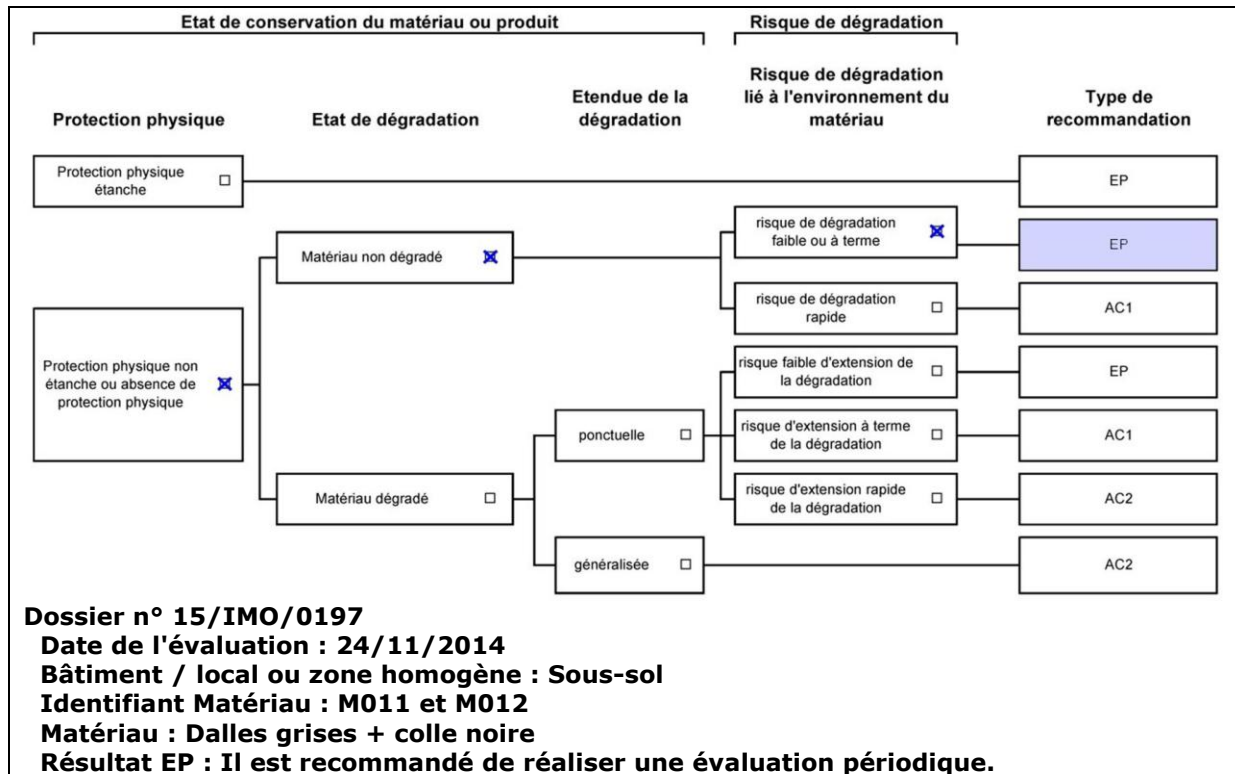 Etat de conservation du matériau ou produit
Risque de dégradation
Protection physique
Etat de dégradation
Etendue de la
dégradation
Risque de dégradation
lié à l'environnement du
matériau
Type de
recommandation
Protection physique
étanche
EP
risque de dégradation
faible ou à terme
EP
Matériau non dégradé
risque de dégradation
rapide
AC1
Protection physique non
étanche ou absence de
protection physique
risque faible d'extension de
la dégradation
EP
ponctuelle
risque d'extension à terme
de la dégradation
AC1
Matériau dégradé
risque d'extension rapide
de la dégradation
AC2
généralisée
AC2
Dossier n° 15/IMO/0197
Date de l'évaluation : 24/11/2014
Bâtiment / local ou zone homogène : Sous-sol
Identifiant Matériau : M011 et M012
Matériau : Dalles grises + colle noire
Résultat EP : Il est recommandé de réaliser une évaluation périodique.